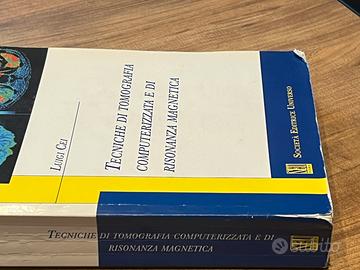 LUIGI CEI
TECNICHE DI TOMOGRAFIA
COMPUTERIZZATA E DI
RISONANZA MAGNETICA
SOCIETÀ EDITRICE UNIVERSO
TECNICHE DI TOMOGRAFIA COMPUTERIZZATA E DI
RISONANZA MAGNETICA
subito